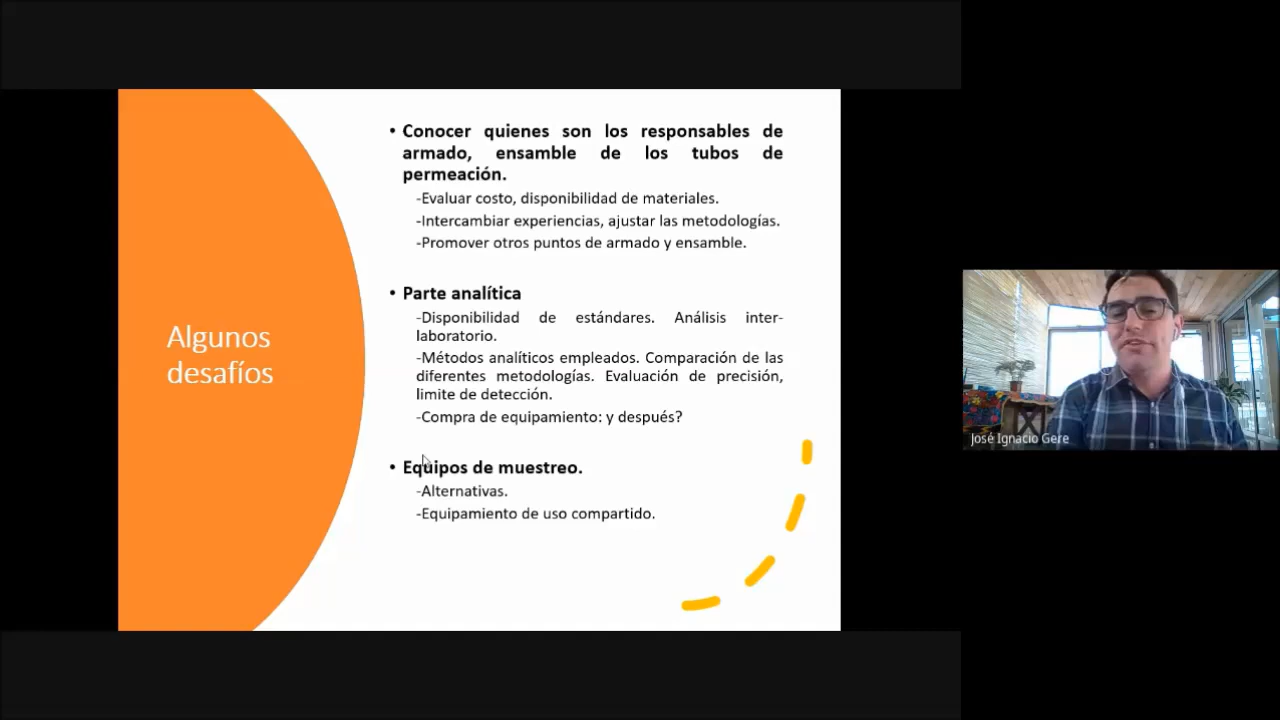 Algunos
desafíos
• Conocer quienes son los responsables de
armado, ensamble de los tubos de
permeación.
-Evaluar costo, disponibilidad de materiales.
-Intercambiar experiencias, ajustar las metodologías.
-Promover otros puntos de armado y ensamble.
• Parte analítica
-Disponibilidad de estándares. Análisis inter-
laboratorio.
-Métodos analíticos empleados. Comparación de las
diferentes metodologías. Evaluación de precisión,
limite de detección.
-Compra de equipamiento: y después?
• Equipos de muestreo.
-Alternativas.
-Equipamiento de uso compartido.
José Ignacio Gere